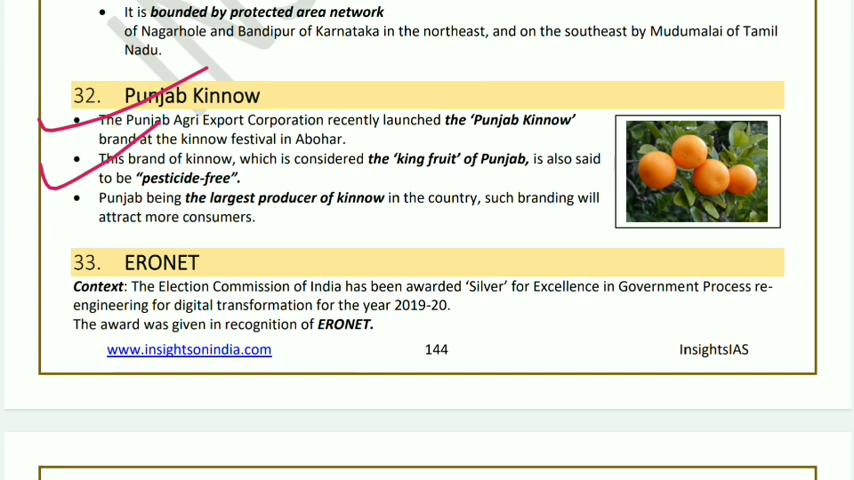 It is bounded by protected area network
of Nagarhole and Bandipur of Karnataka in the northeast, and on the southeast by Mudumalai of Tamil
Nadu.
32. Punjab Kinnow
The Punjab Agri Export Corporation recently launched the ‘Punjab Kinnow’
brand at the kinnow festival in Abohar.
This brand of kinnow, which is considered the ‘king fruit’ of Punjab, is also said
to be “pesticide-free”.
Punjab being the largest producer of kinnow in the country, such branding will
attract more consumers.
33. ERONET
Context: The Election Commission of India has been awarded ‘Silver’ for Excellence in Government Process re-
engineering for digital transformation for the year 2019-20.
The award was given in recognition of ERONET.
www.insightsonindia.com 144 InsightsIAS